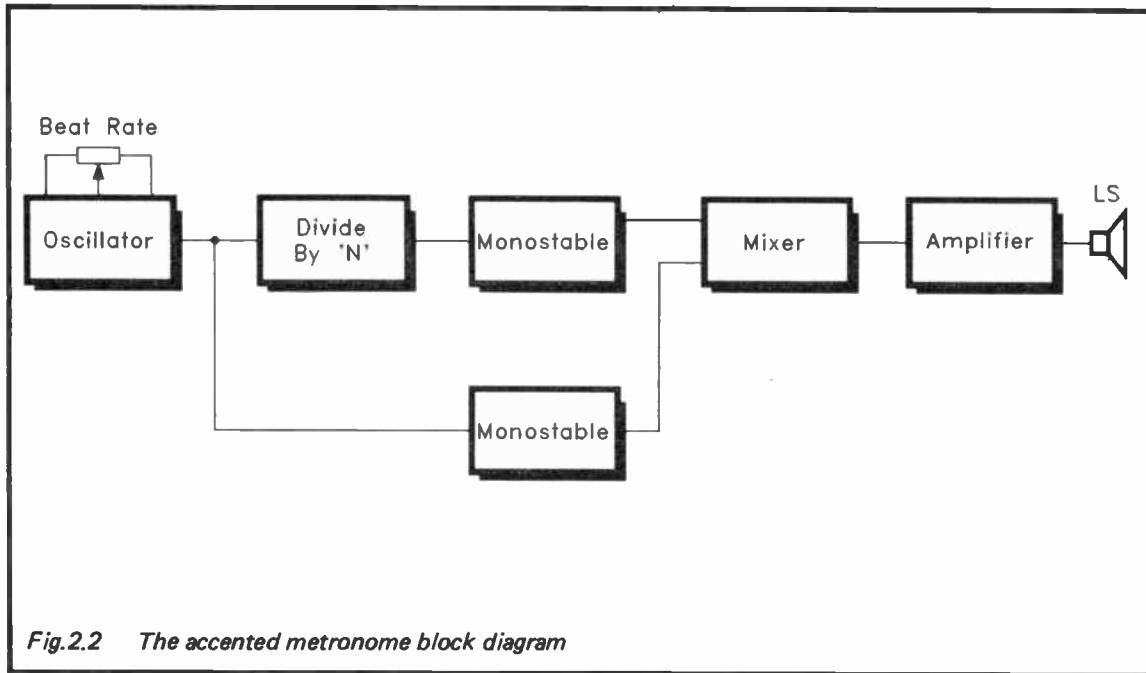 Beat Rate
LS
Oscillator
Divide
By 'N'
Monostable
Mixer
Amplifier
Monostable
Fig.2.2 The accented metronome block diagram